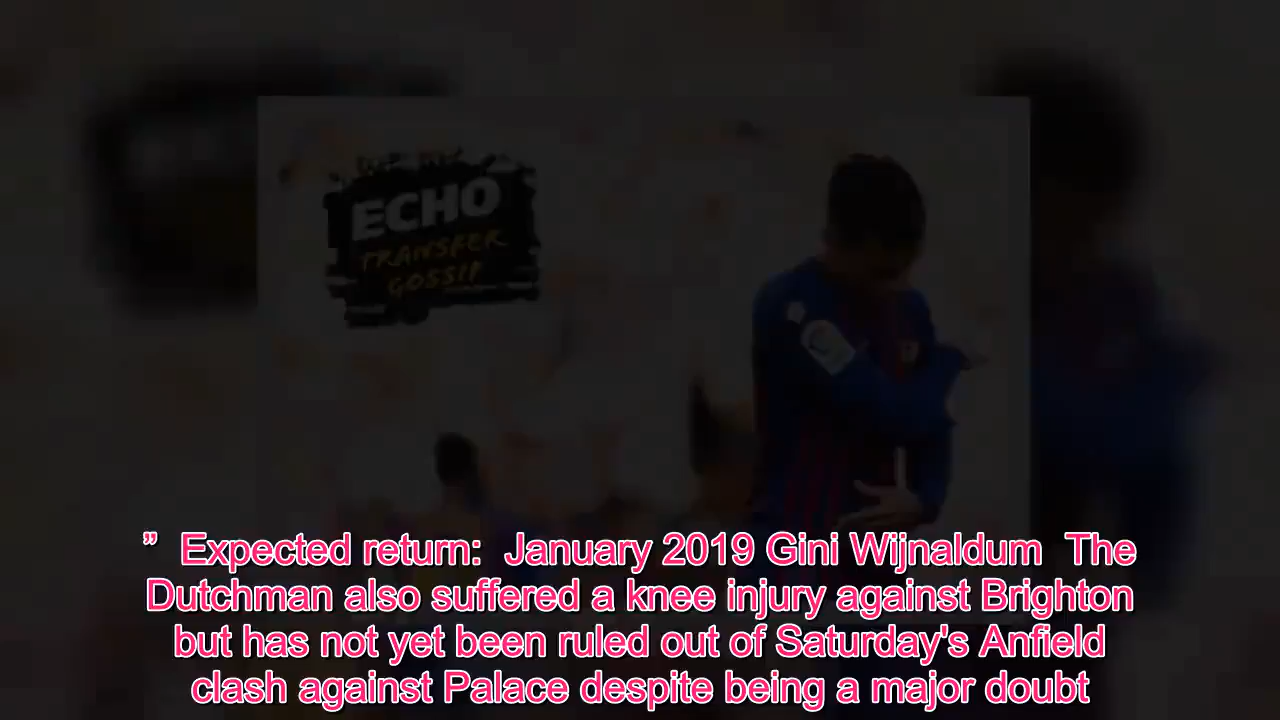 ECHO
TRANSFER
GOSSIP
”  Expected return:  January 2019 Gini Wijnaldum  The
Dutchman also suffered a knee injury against Brighton
but has not yet been ruled out of Saturday's Anfield
clash against Palace despite being a major doubt